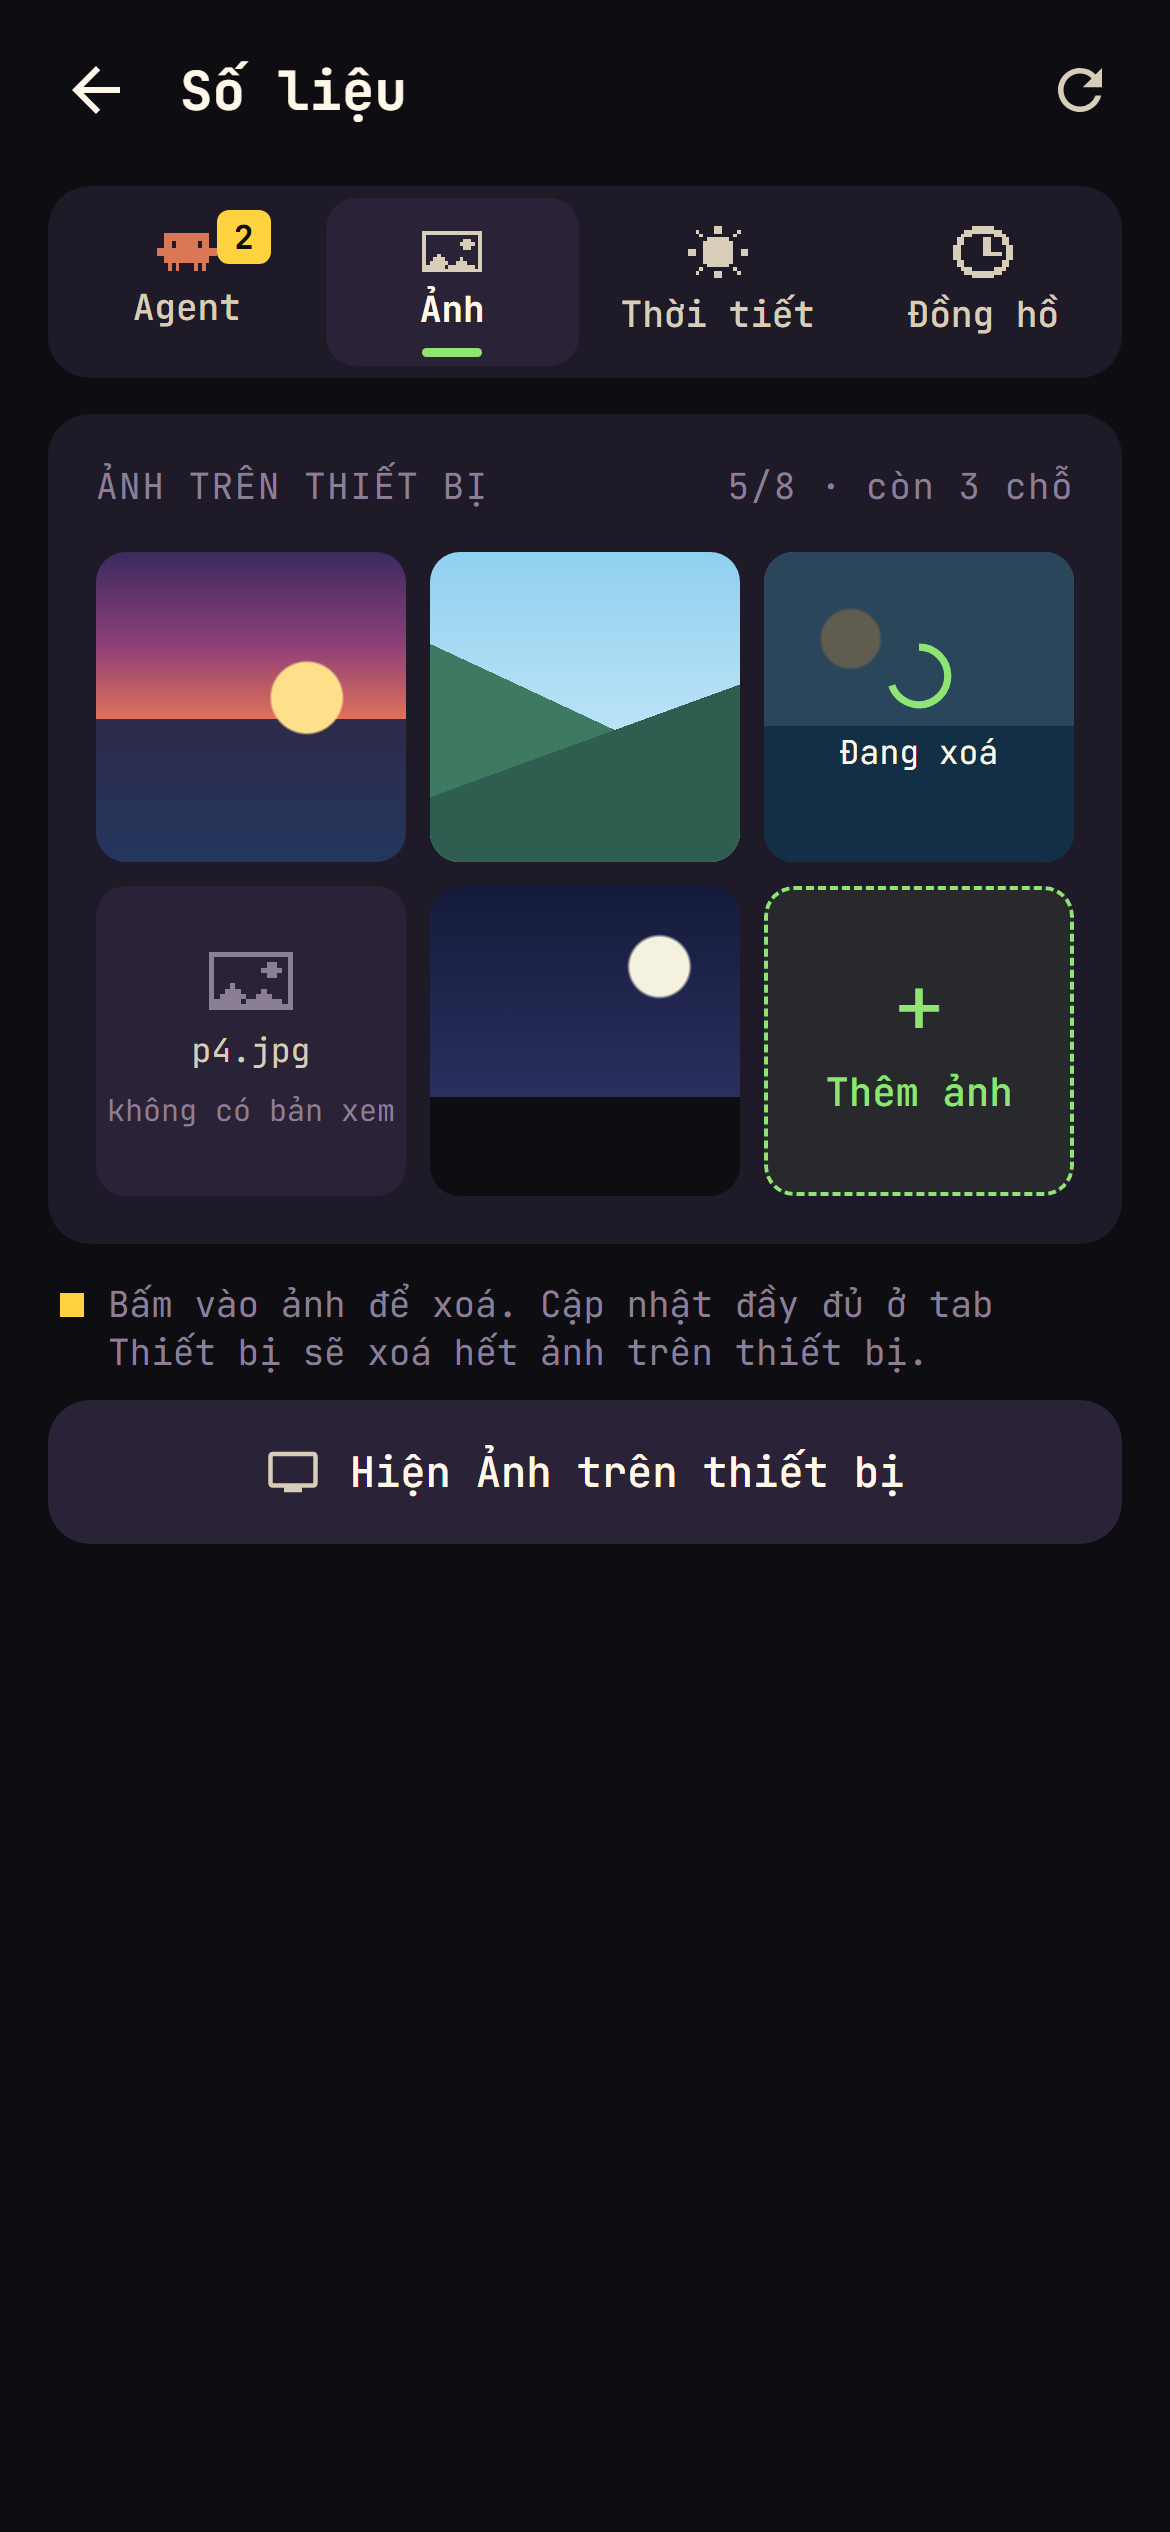 Số liệu
2
Agent
Ảnh
Thời tiết
Đồng hồ
ẢNH TRÊN THIẾT BỊ
5/8 · còn 3 chỗ
Đang xoá
p4.jpg
không có bản xem
+
Thêm ảnh
Bấm vào ảnh để xoá. Cập nhật đầy đủ ở tab
Thiết bị sẽ xoá hết ảnh trên thiết bị.
Hiện Ảnh trên thiết bị